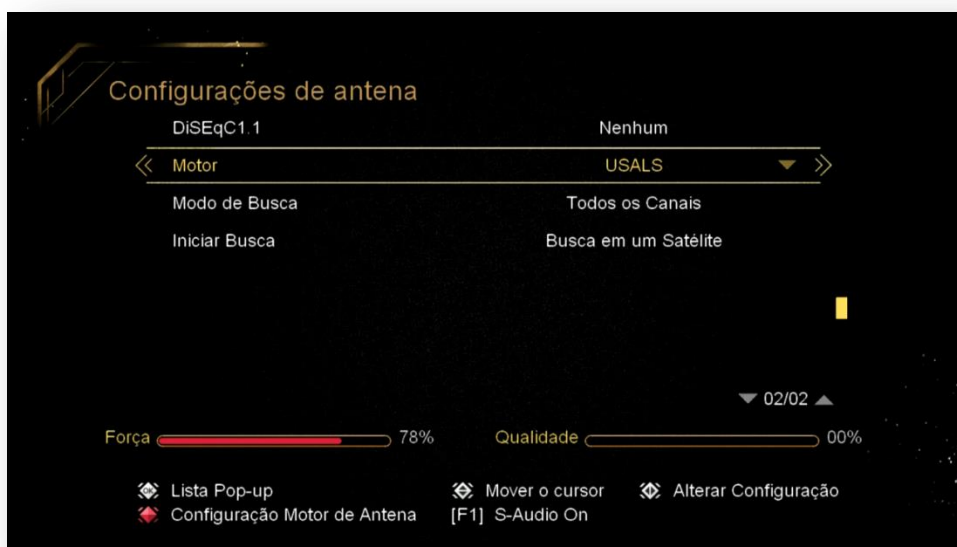 Configurações de antena
DiSEqC1.1 Nenhum
Motor USALS
Modo de Busca Todos os Canais
Iniciar Busca Busca em um Satélite
02/02
Força 78% Qualidade 00%
OK Lista Pop-up Mover o cursor Alterar Configuração
Configuração Motor de Antena [F1] S-Audio On